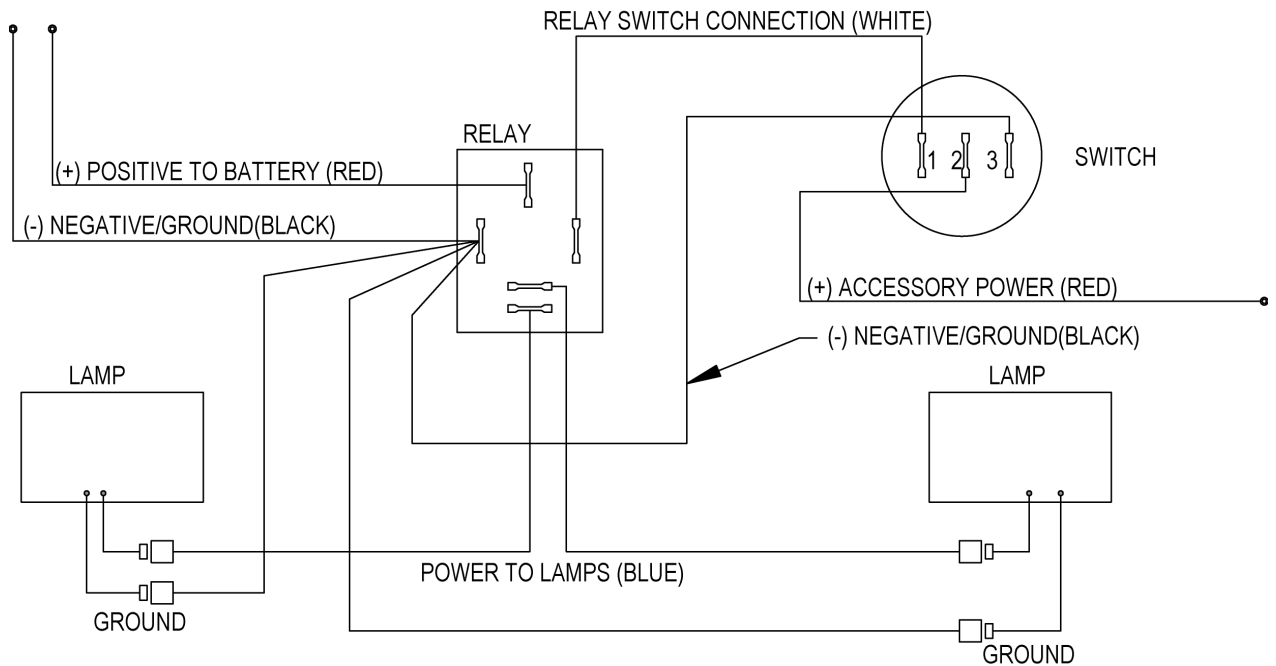 RELAY SWITCH CONNECTION (WHITE)
RELAY
SWITCH
1 2 3
(+) POSITIVE TO BATTERY (RED)
(-) NEGATIVE/GROUND(BLACK)
(+) ACCESSORY POWER (RED)
(-) NEGATIVE/GROUND(BLACK)
LAMP
LAMP
POWER TO LAMPS (BLUE)
GROUND
GROUND